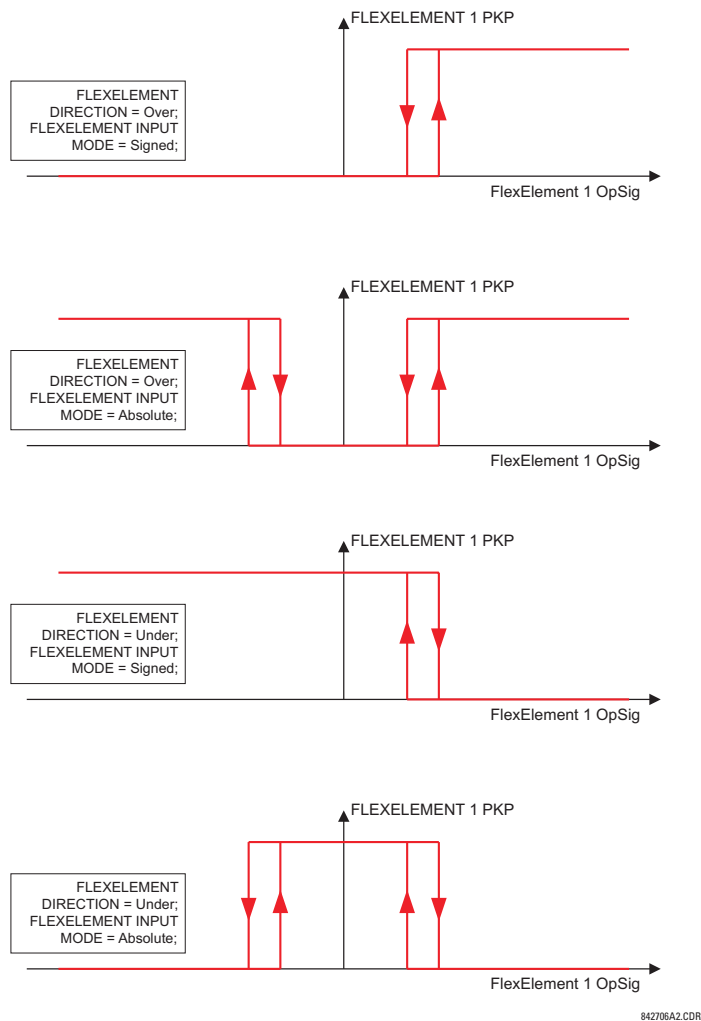 FLEXELEMENT 1 PKP
FLEXELEMENT
DIRECTION = Over;
FLEXELEMENT INPUT
MODE = Signed;
FlexElement 1 OpSig
FLEXELEMENT 1 PKP
FLEXELEMENT
DIRECTION = Over;
FLEXELEMENT INPUT
MODE = Absolute;
FlexElement 1 OpSig
FLEXELEMENT 1 PKP
FLEXELEMENT
DIRECTION = Under;
FLEXELEMENT INPUT
MODE = Signed;
FlexElement 1 OpSig
FLEXELEMENT 1 PKP
FLEXELEMENT
DIRECTION = Under;
FLEXELEMENT INPUT
MODE = Absolute;
FlexElement 1 OpSig
842706A2.CDR